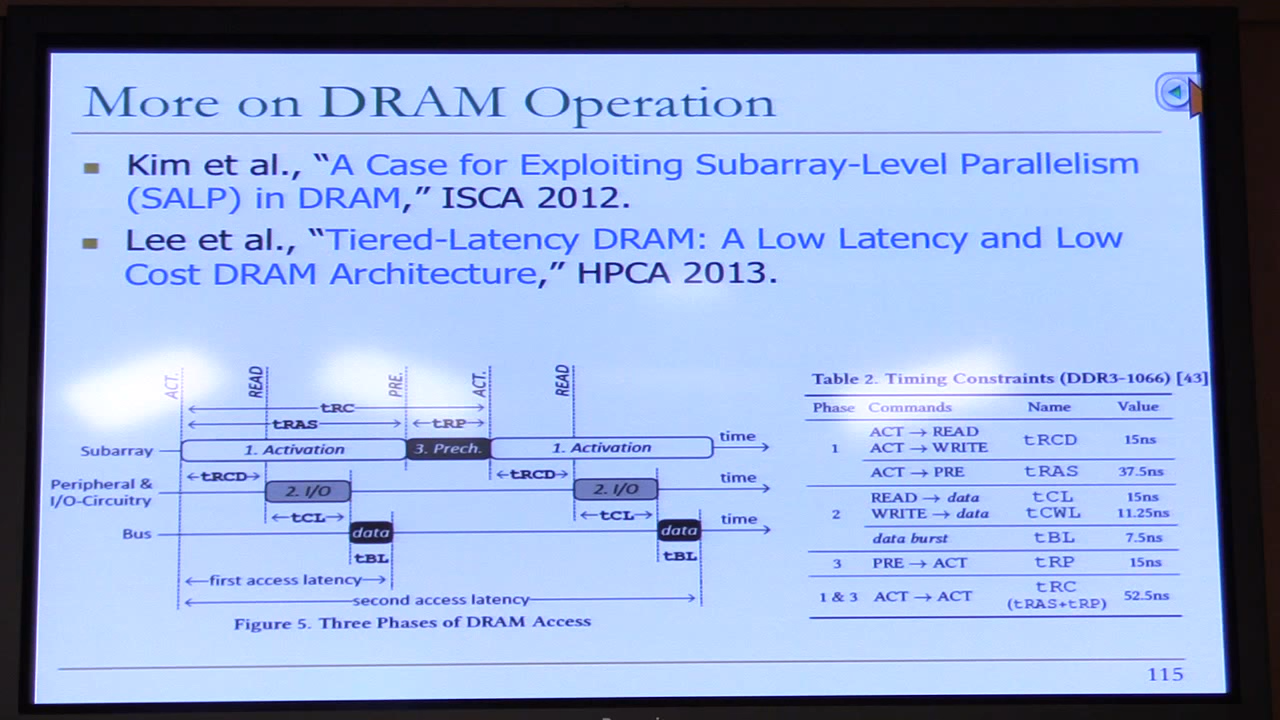 More on DRAM Operation
Kim et al., “A Case for Exploiting Subarray-Level Parallelism
(SALP) in DRAM,” ISCA 2012.
Lee et al., “Tiered-Latency DRAM: A Low Latency and Low
Cost DRAM Architecture,” HPCA 2013.
ACT.
READ
PRE.
ACT.
READ
tRC
tRAS
tRP
Subarray
1. Activation
3. Prech.
1. Activation
time
tRCD
tRCD
Peripheral &
I/O-Circuitry
2. I/O
2. I/O
time
tCL
tCL
Bus
data
data
time
tBL
tBL
first access latency
second access latency
Figure 5. Three Phases of DRAM Access
Table 2. Timing Constraints (DDR3-1066) [43]
Phase Commands Name Value
1 ACT → READ tRCD 15ns
ACT → WRITE
ACT → PRE tRAS 37.5ns
2 READ → data tCL 15ns
WRITE → data tCWL 11.25ns
data burst tBL 7.5ns
3 PRE → ACT tRP 15ns
1 & 3 ACT → ACT tRC 52.5ns
(tRAS+tRP)
115